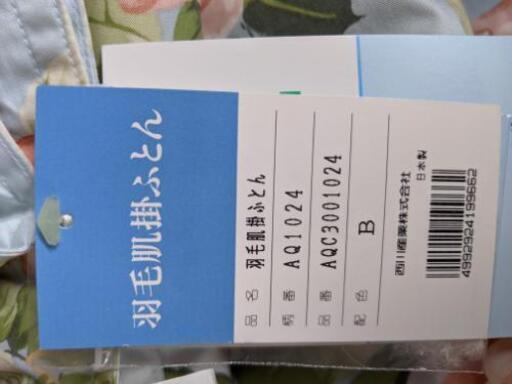 羽毛肌掛ふとん
品名 羽毛肌掛ふとん
柄番 AQ1024
品番 AQC3001024
配色 B
西川産業株式会社
日本製
4992924199662